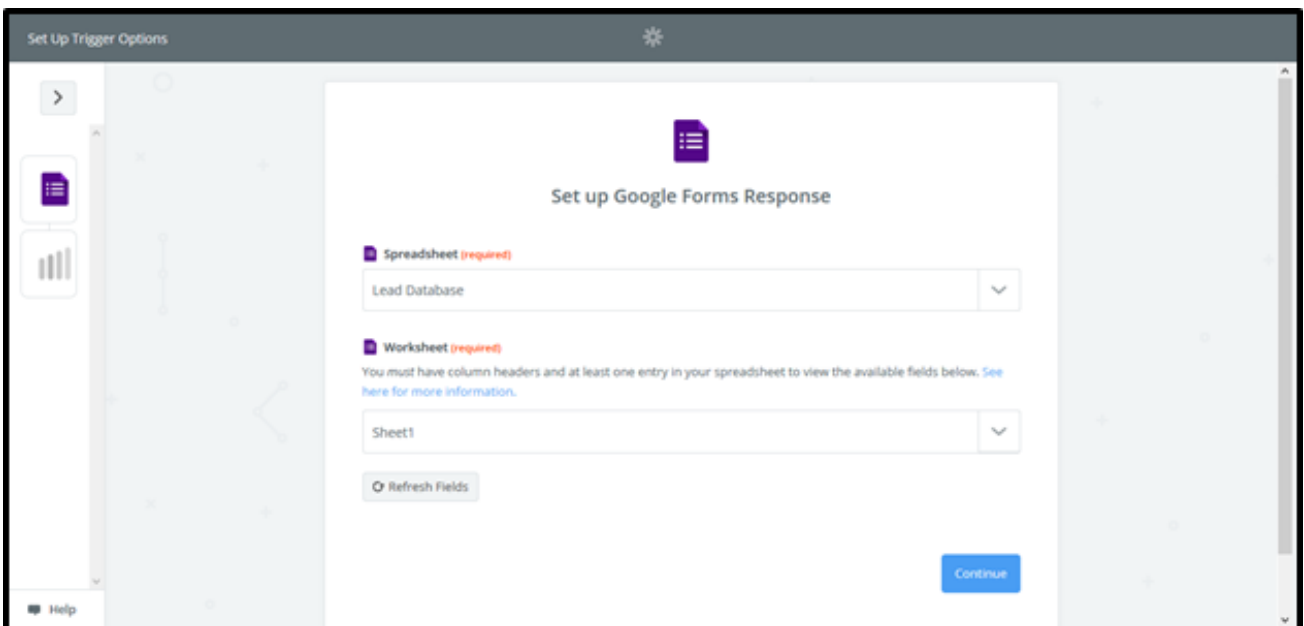 Set Up Trigger Options
Set up Google Forms Response
Spreadsheet (required)
Lead Database
Worksheet (required)
You must have column headers and at least one entry in your spreadsheet to view the available fields below. See
here for more information.
Sheet1
Refresh Fields
Continue
Help